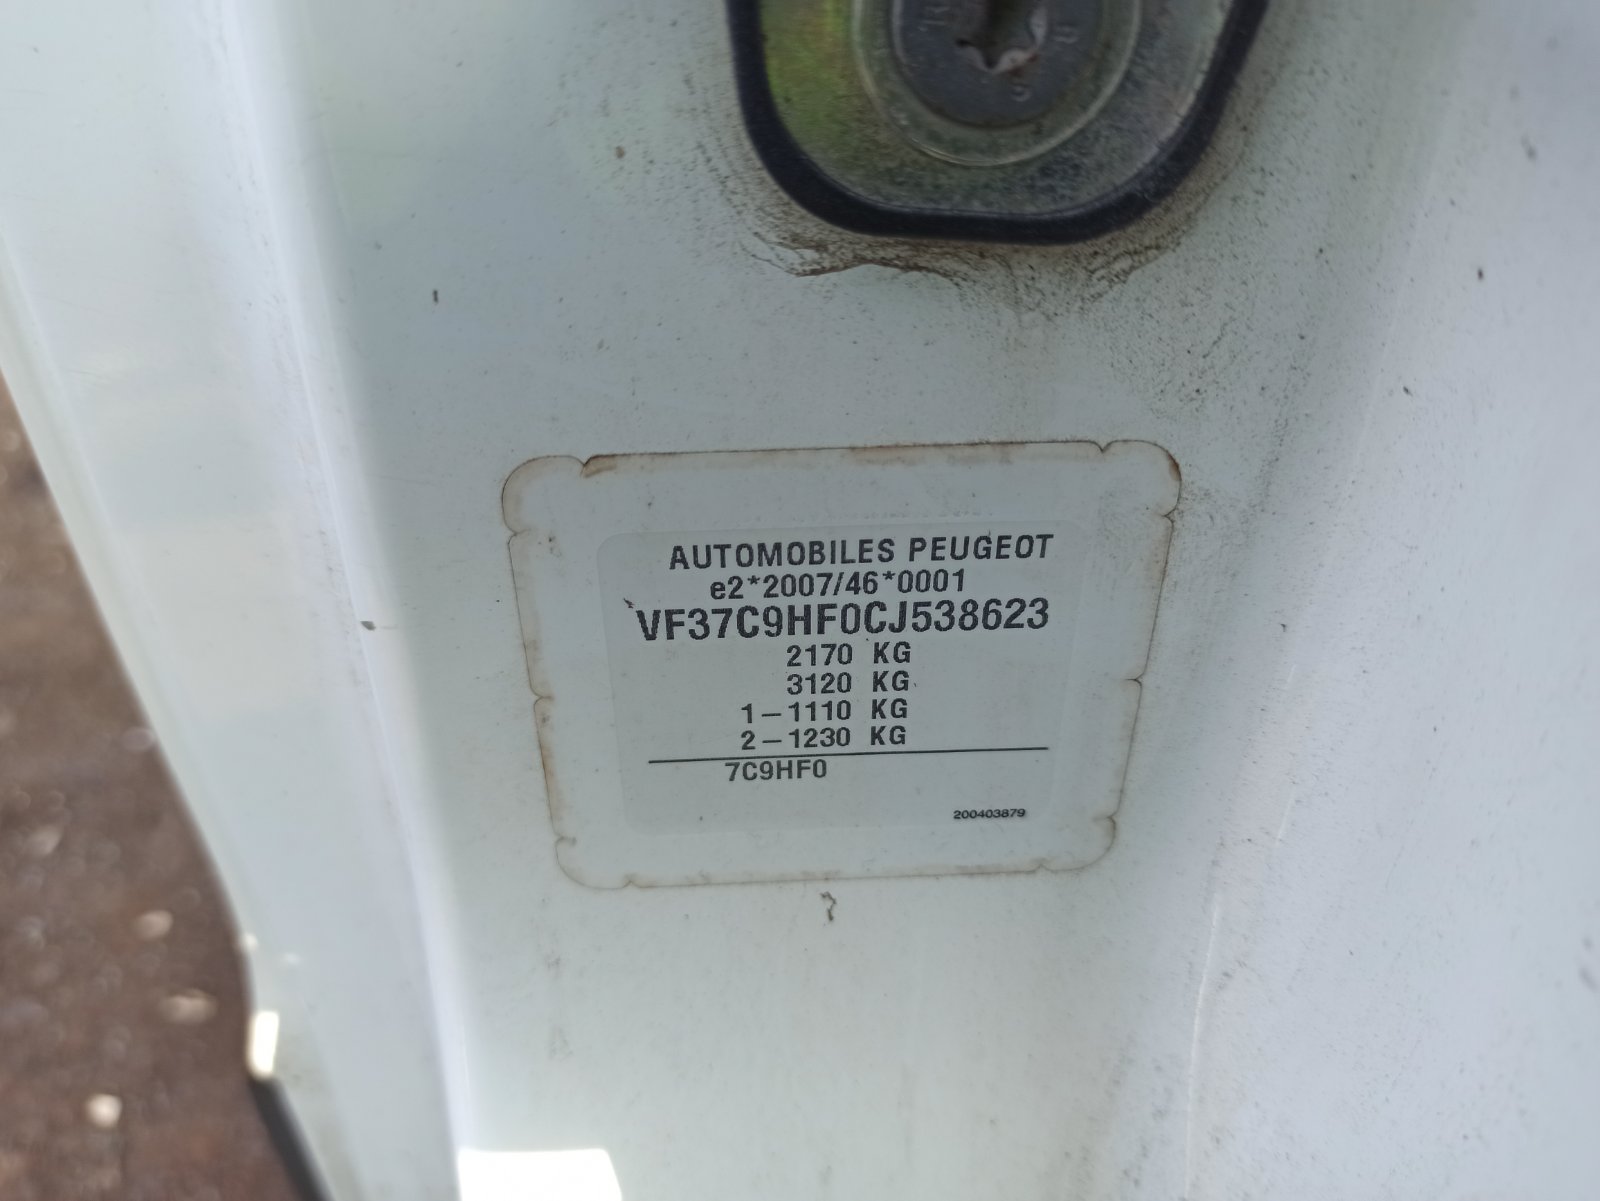 AUTOMOBILES PEUGEOT
e2*2007/46*0001
VF37C9HF0CJ538623
2170 KG
3120 KG
1-1110 KG
2-1230 KG
7C9HF0
200403879